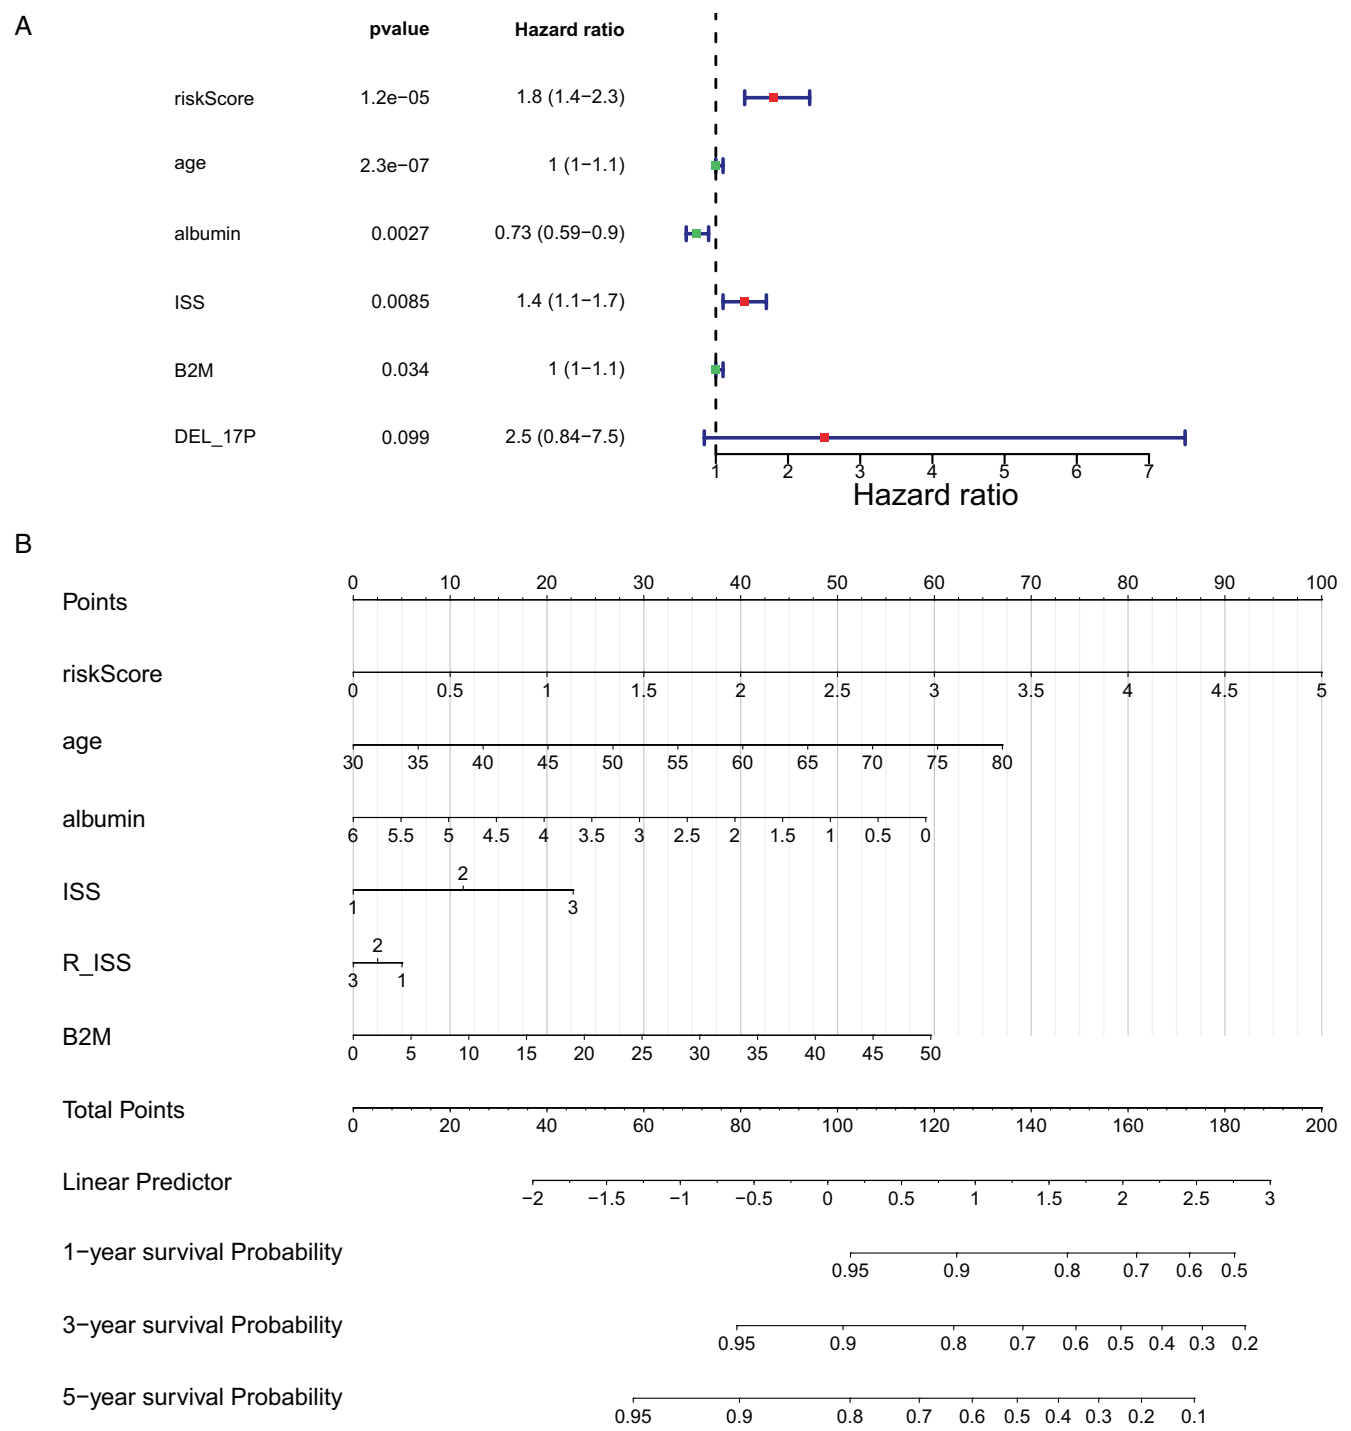 A
pvalue Hazard ratio
riskScore 1.2e−05 1.8 (1.4−2.3)
age 2.3e−07 1 (1−1.1)
albumin 0.0027 0.73 (0.59−0.9)
ISS 0.0085 1.4 (1.1−1.7)
B2M 0.034 1 (1−1.1)
DEL_17P 0.099 2.5 (0.84−7.5)
1 2 3 4 5 6 7
Hazard ratio
B
0 10 20 30 40 50 60 70 80 90 100
Points
riskScore
0 0.5 1 1.5 2 2.5 3 3.5 4 4.5 5
age
30 35 40 45 50 55 60 65 70 75 80
albumin
6 5.5 5 4.5 4 3.5 3 2.5 2 1.5 1 0.5 0
2
ISS
1 3
2
R_ISS
3 1
B2M
0 5 10 15 20 25 30 35 40 45 50
Total Points
0 20 40 60 80 100 120 140 160 180 200
Linear Predictor
−2 −1.5 −1 −0.5 0 0.5 1 1.5 2 2.5 3
1−year survival Probability
0.95 0.9 0.8 0.7 0.6 0.5
3−year survival Probability
0.95 0.9 0.8 0.7 0.6 0.5 0.4 0.3 0.2
5−year survival Probability
0.95 0.9 0.8 0.7 0.6 0.5 0.4 0.3 0.2 0.1